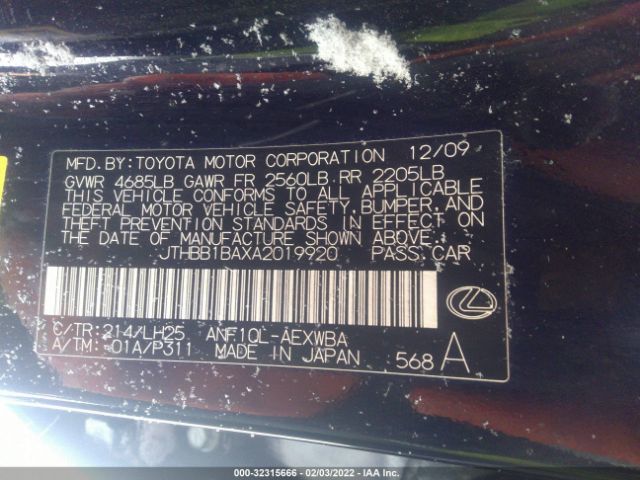 MFD.BY:TOYOTA MOTOR CORPORATION 12/09
GVWR 4685LB GAWR FR 2560LB RR 2205LB
THIS VEHICLE CONFORMS TO ALL APPLICABLE
FEDERAL MOTOR VEHICLE SAFETY, BUMPER, AND
THEFT PREVENTION STANDARDS IN EFFECT ON
THE DATE OF MANUFACTURE SHOWN ABOVE.
JTHBB1BAXA2019920 PASS.CAR
C/TR:214/LH25 ANF10L-AEXWBA
A/TM:-01A/P311 MADE IN JAPAN 568 A
000-32315666 - 02/03/2022 - IAA Inc.